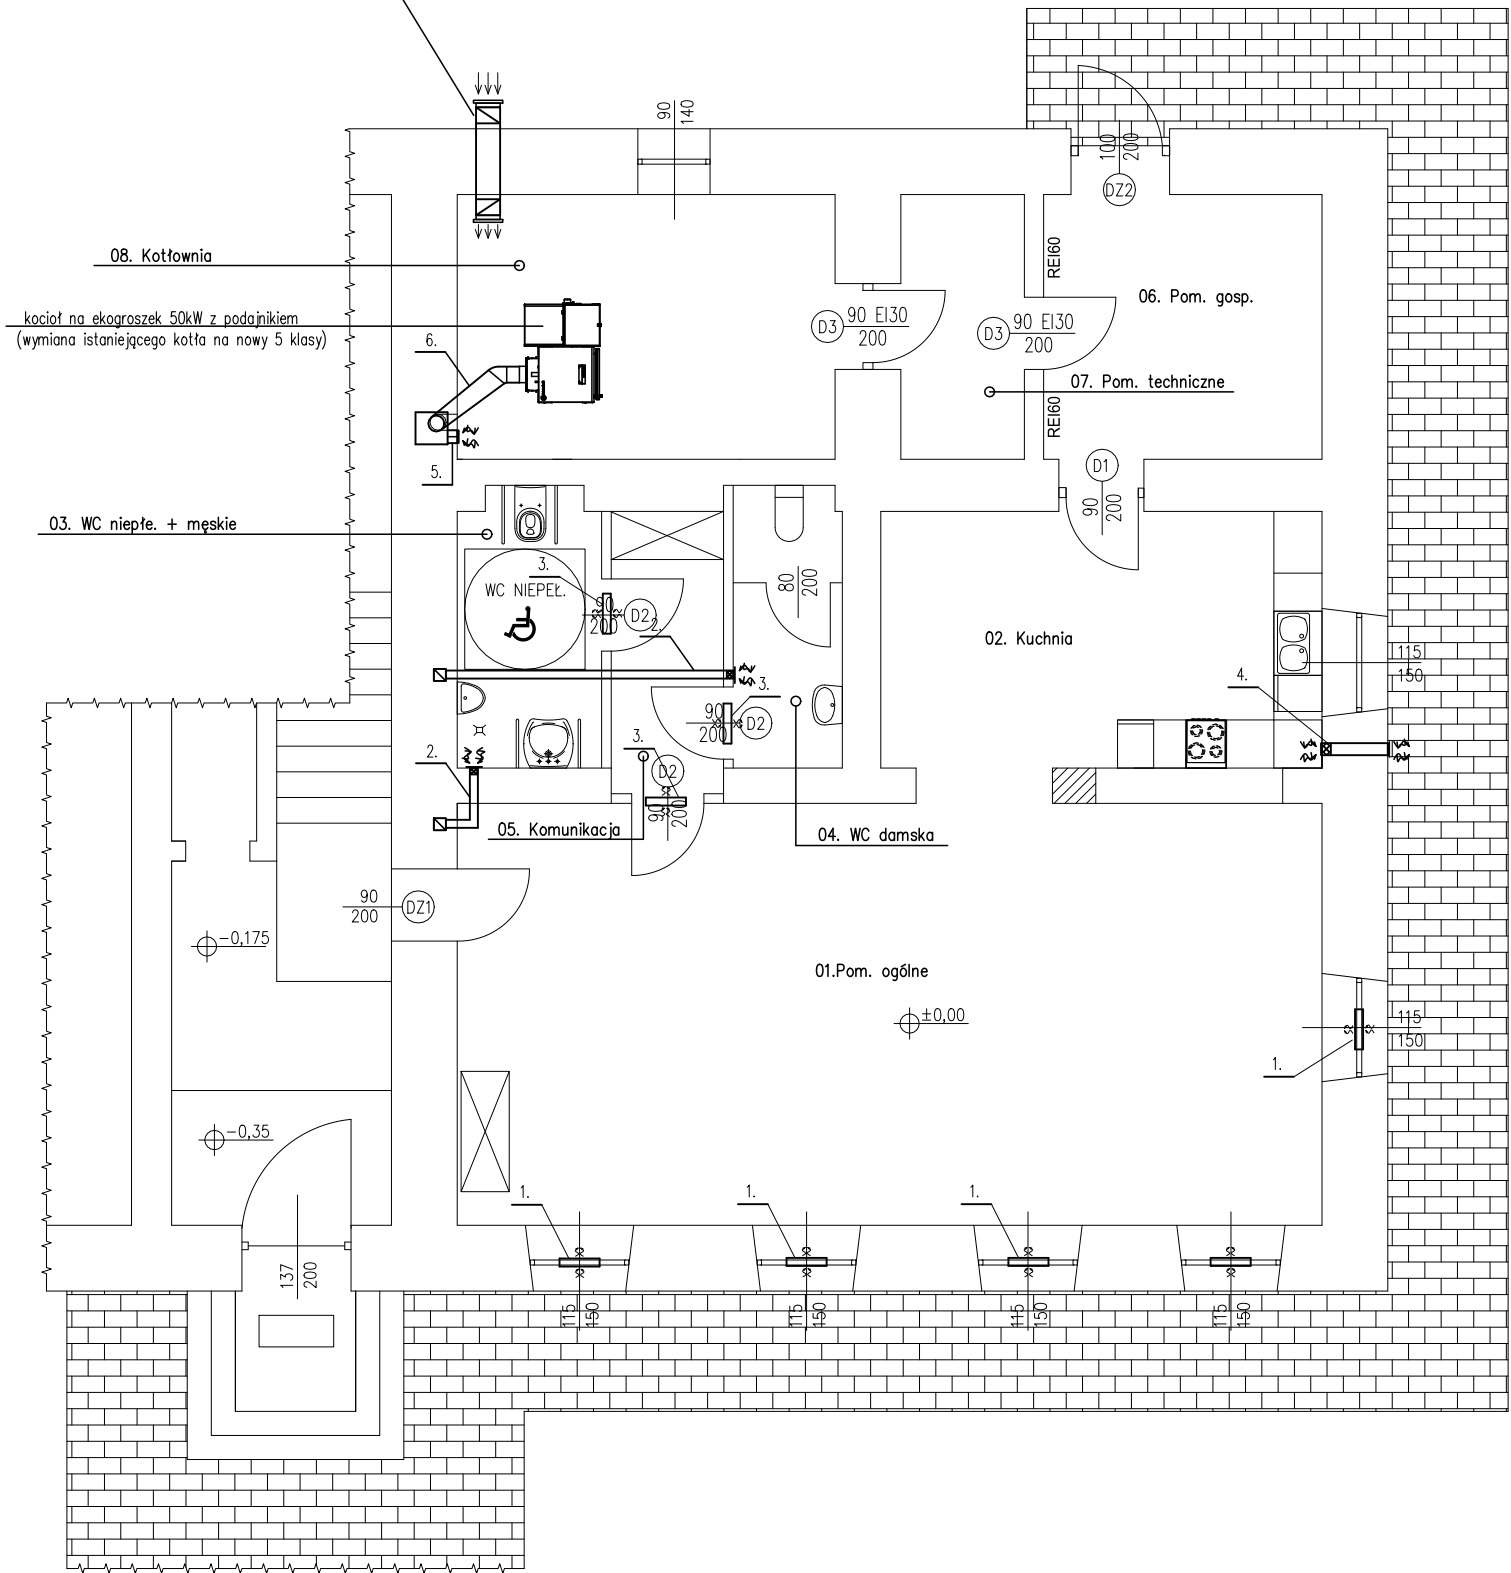 90
140
100
200
DZ2
08. Kotłownia
REI60
06. Pom. gosp.
kocioł na ekogroszek 50kW z podajnikiem
(wymiana istaniejącego kotła na nowy 5 klasy)
6.
D3
90 EI30
200
D3
90 EI30
200
07. Pom. techniczne
REI60
5.
D1
90
200
03. WC niepłe. + męskie
3.
WC NIEPEŁ.
90
200
D2
2.
80
200
02. Kuchnia
115
150
4.
3.
90
200
D2
3.
D2
2.
90
200
05. Komunikacja
04. WC damska
90
200
DZ1
-0,175
01.Pom. ogólne
±0,00
115
150
1.
-0,35
1.
1.
1.
137
200
115
150
115
150
115
150
115
150